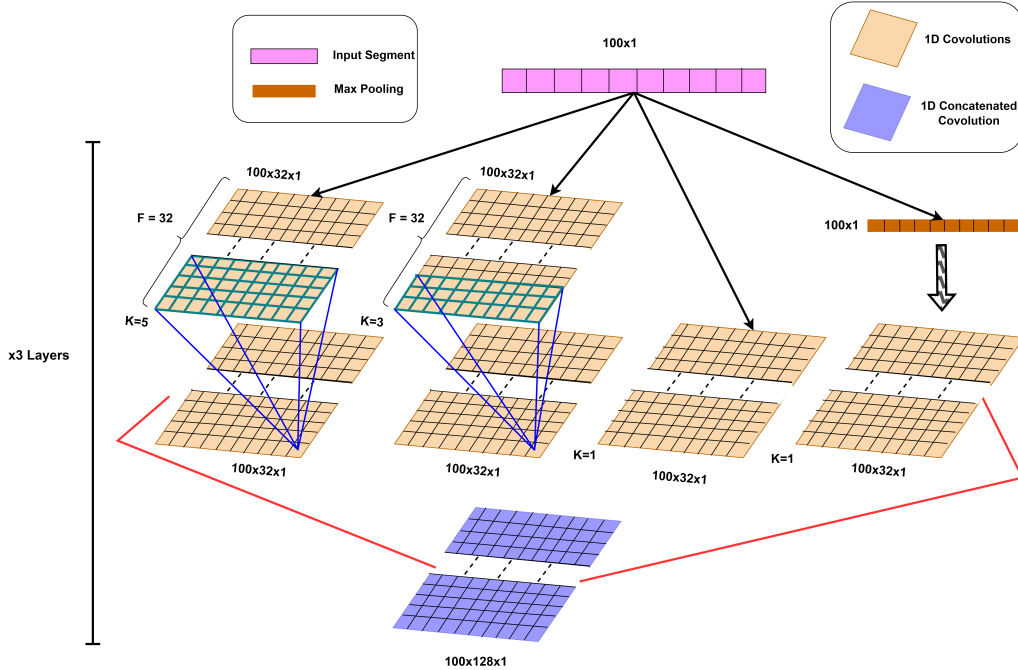 100x1
Input Segment
Max Pooling
1D Covolutions
1D Concatenated
Covolution
100x32x1
100x32x1
F = 32
F = 32
100x1
K=5
K=3
x3 Layers
K=1
K=1
100x32x1
100x32x1
100x32x1
100x32x1
100x128x1